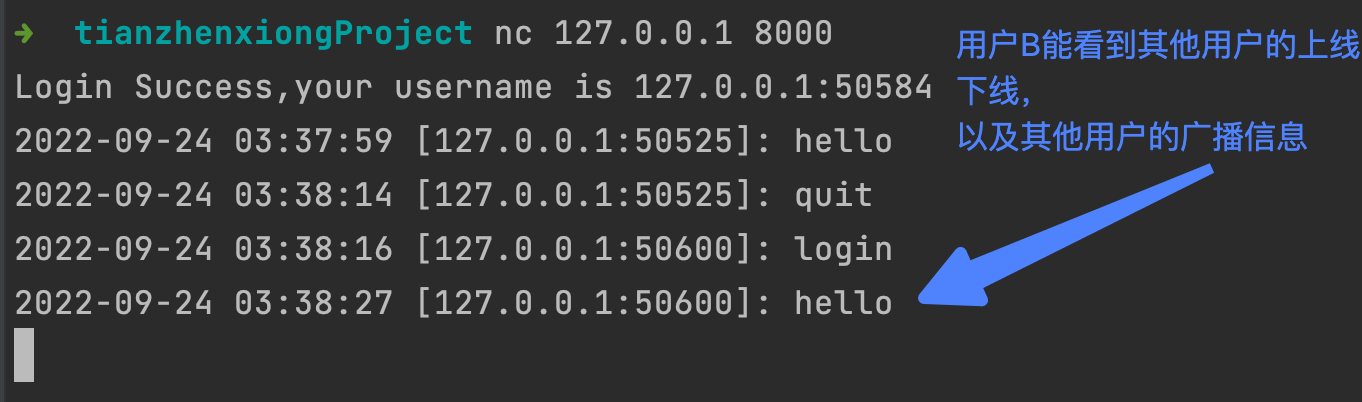 ➜ tianzhenxiongProject nc 127.0.0.1 8000
Login Success,your username is 127.0.0.1:50584
2022-09-24 03:37:59 [127.0.0.1:50525]: hello
2022-09-24 03:38:14 [127.0.0.1:50525]: quit
2022-09-24 03:38:16 [127.0.0.1:50600]: login
2022-09-24 03:38:27 [127.0.0.1:50600]: hello
用户B能看到其他用户的上线
下线，
以及其他用户的广播信息